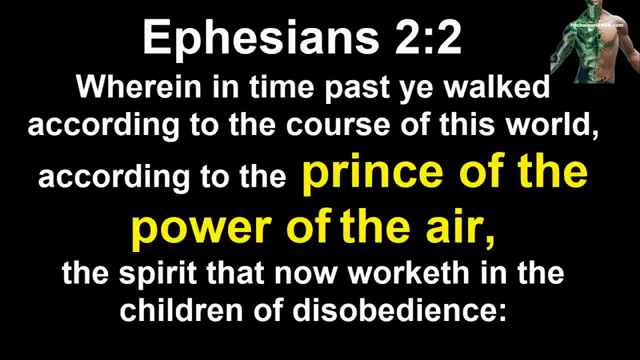 Ephesians 2:2
Wherein in time past ye walked
according to the course of this world,
according to the prince of the
power of the air,
the spirit that now worketh in the
children of disobedience: